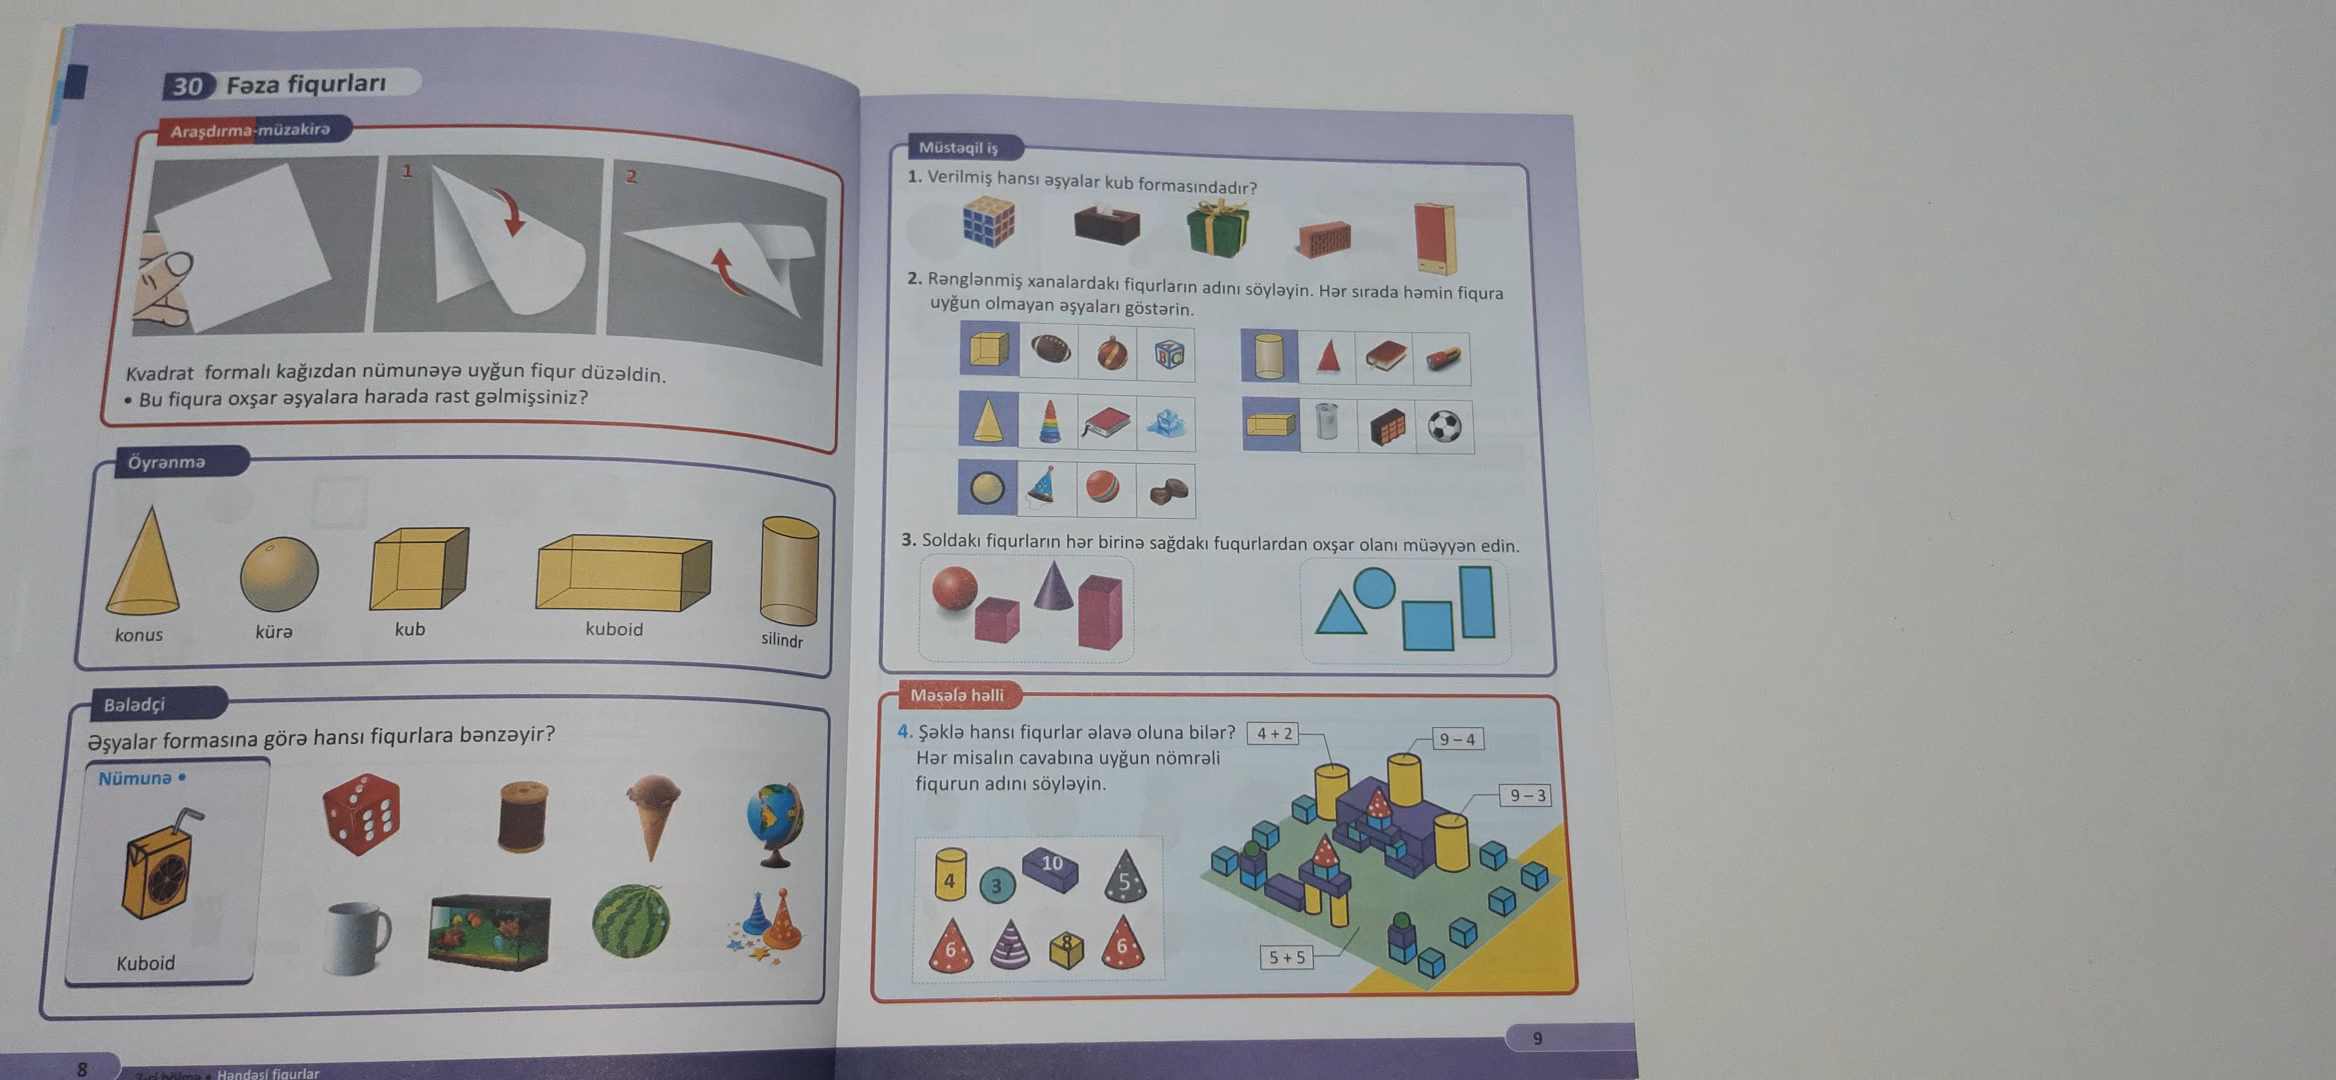 30 Fəza fiqurları
Araşdırma-müzakirə
1
2
Kvadrat formalı kağızdan nümunəyə uyğun fiqur düzəldin.
• Bu fiqura oxşar əşyalara harada rast gəlmişsiniz?
Öyrənmə
konus
kürə
kub
kuboid
silindr
Bələdçi
Əşyalar formasına görə hansı fiqurlara bənzəyir?
Nümunə •
Kuboid
8
7-ci bölmə • Həndəsi fiqurlar
Müstəqil iş
1. Verilmiş hansı əşyalar kub formasındadır?
2. Rənglənmiş xanalardakı fiqurların adını söyləyin. Hər sırada həmin fiqura
uyğun olmayan əşyaları göstərin.
3. Soldakı fiqurların hər birinə sağdakı fuqurlardan oxşar olanı müəyyən edin.
Məsələ həlli
4. Şəklə hansı fiqurlar əlavə oluna bilər?
Hər misalın cavabına uyğun nömrəli
fiqurun adını söyləyin.
4 + 2
9 – 4
9 – 3
5 + 5
4
3
10
5
6
7
8
6
9